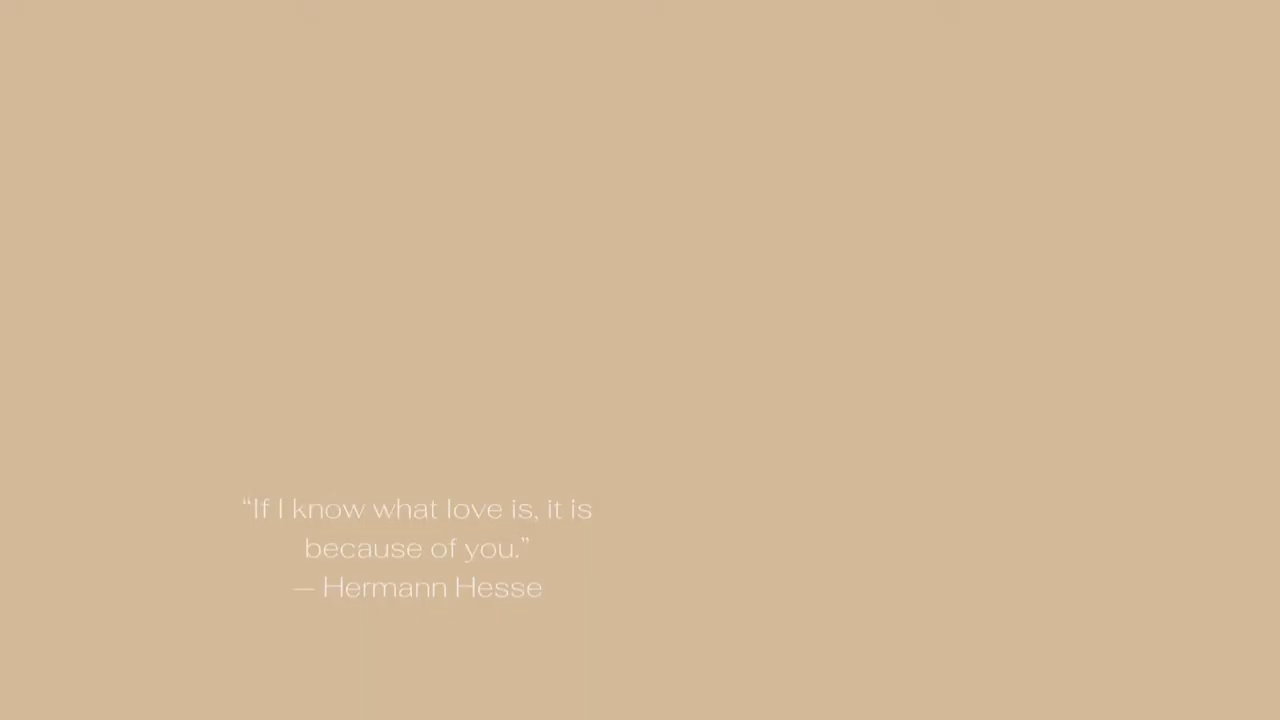 “If I know what love is, it is
because of you.”
— Hermann Hesse